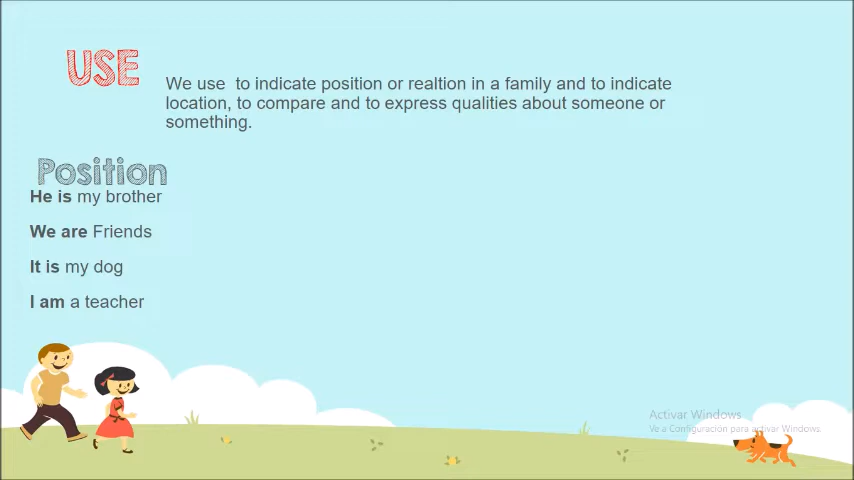 USE
We use  to indicate position or realtion in a family and to indicate
location, to compare and to express qualities about someone or
something.
Position
He is my brother
We are Friends
It is my dog
I am a teacher
Activar Windows
Ve a Configuración para activar Windows.